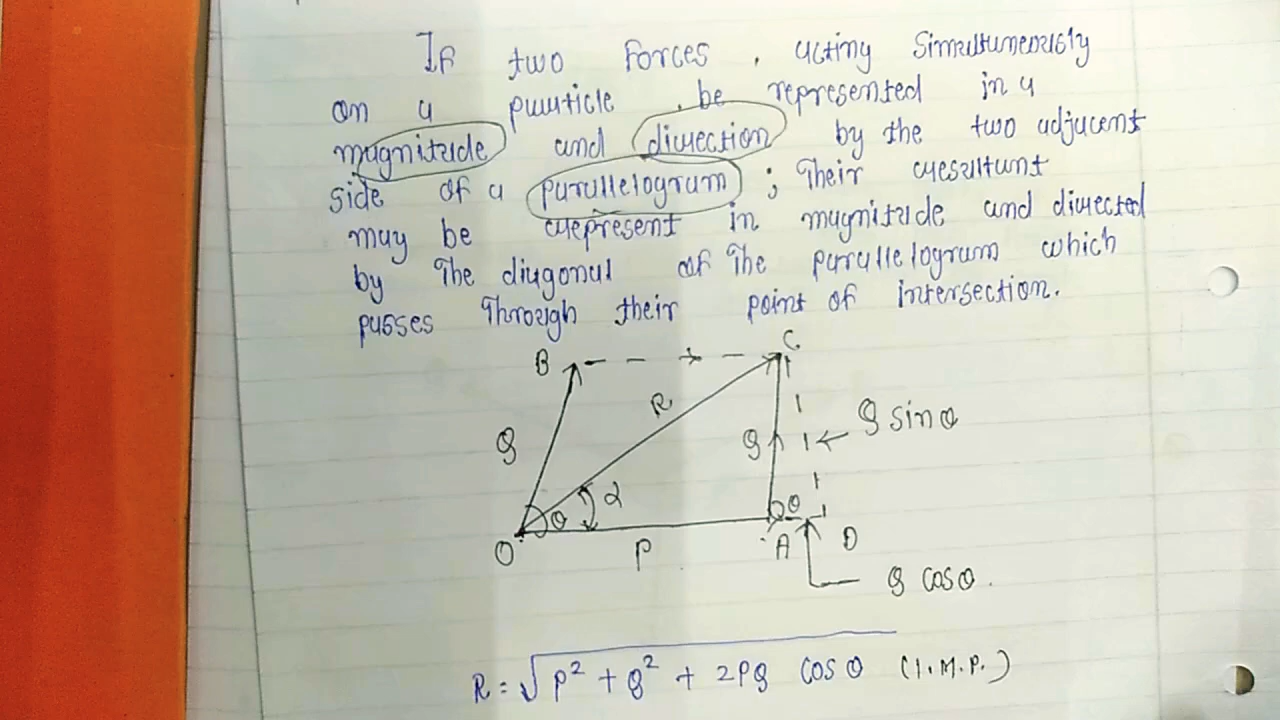 If two Forces, acting Simultaneously
on a particle, be represented in a
magnitude and direction by the two adjacent
side of a parallelogram; Their resultant
may be represent in magnitude and directed
by The diagonal of The parallelogram which
passes Through their point of intersection.
B C
R
Q Q Q sinθ
θ α θ
O P A D
Q cosθ.
R = √P² + Q² + 2PQ cosθ (I.M.P.)